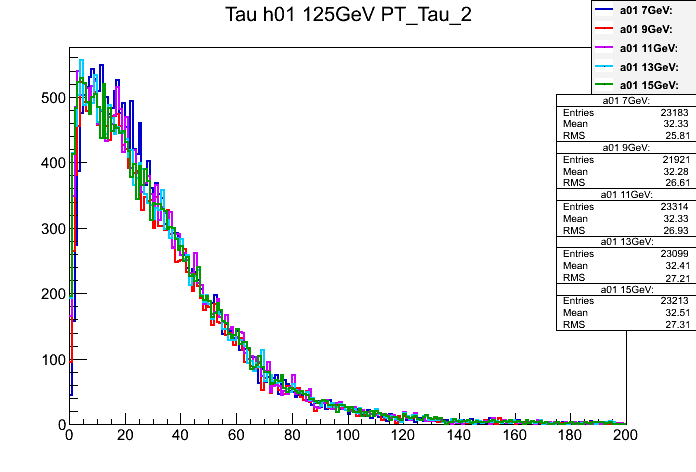 Tau h01 125GeV PT_Tau_2
a01 7GeV:
a01 9GeV:
a01 11GeV:
a01 13GeV:
a01 15GeV:
a01 7GeV:
Entries 23183
Mean 32.33
RMS 25.81
a01 9GeV:
Entries 21921
Mean 32.28
RMS 26.61
a01 11GeV:
Entries 23314
Mean 32.33
RMS 26.93
a01 13GeV:
Entries 23099
Mean 32.41
RMS 27.21
a01 15GeV:
Entries 23213
Mean 32.51
RMS 27.31
500
400
300
200
100
0
0 20 40 60 80 100 120 140 160 180 200